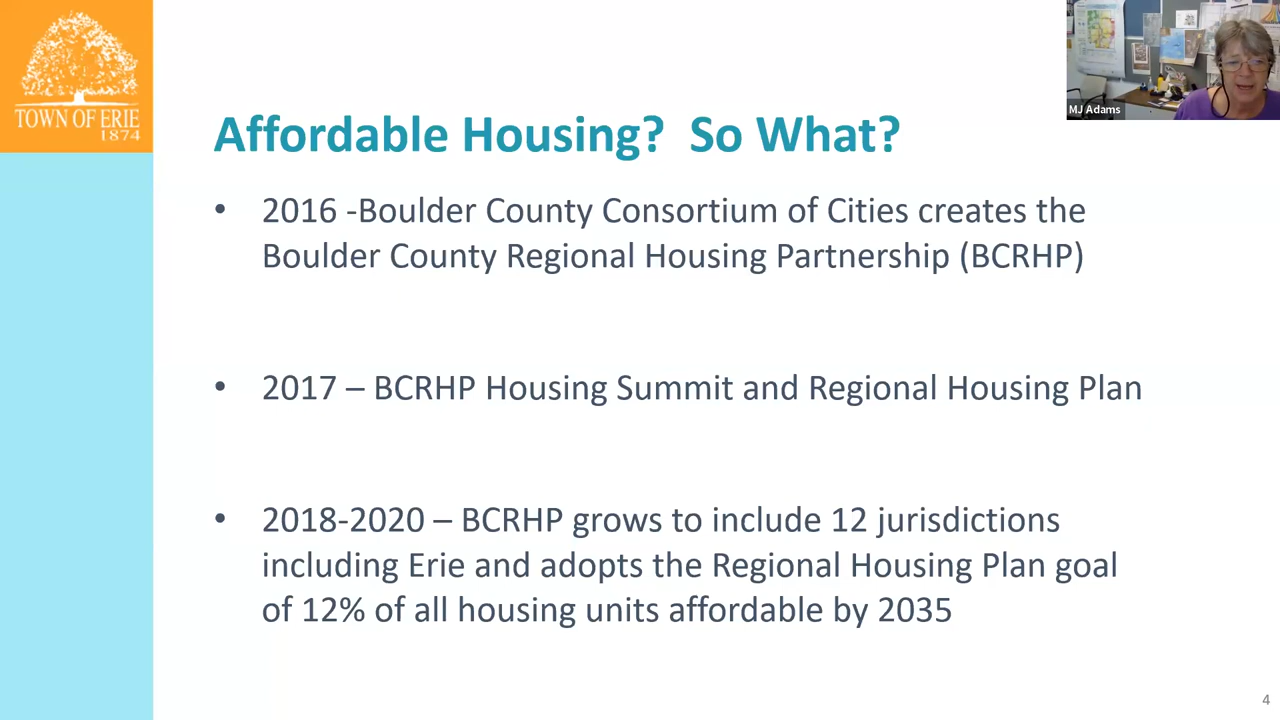 TOWN OF ERIE
1874
MJ Adams
Affordable Housing?  So What?
• 2016 -Boulder County Consortium of Cities creates the
Boulder County Regional Housing Partnership (BCRHP)
• 2017 – BCRHP Housing Summit and Regional Housing Plan
• 2018-2020 – BCRHP grows to include 12 jurisdictions
including Erie and adopts the Regional Housing Plan goal
of 12% of all housing units affordable by 2035
4